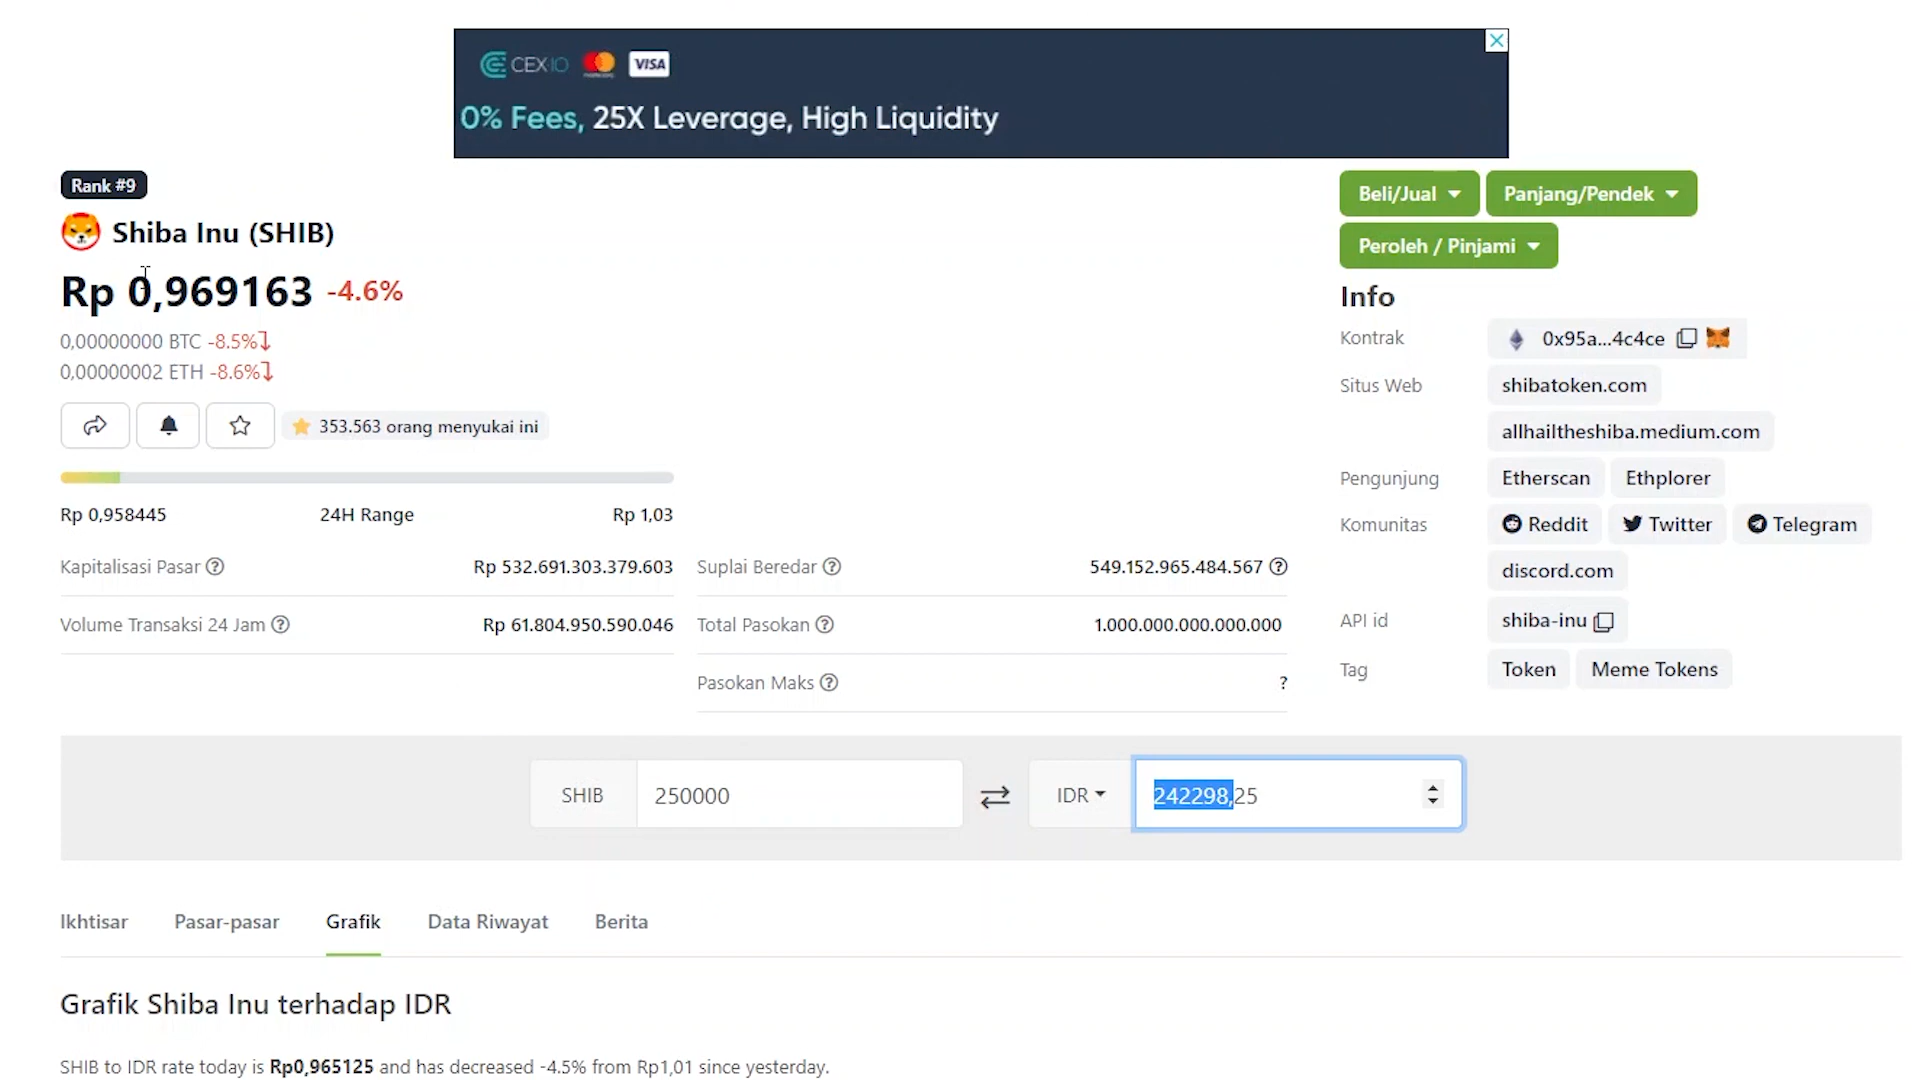 CEX.IO mastercard VISA
0% Fees, 25X Leverage, High Liquidity
Rank #9
Shiba Inu (SHIB)
Rp 0,969163 -4.6%
0,00000000 BTC -8.5%
0,00000002 ETH -8.6%
353.563 orang menyukai ini
Rp 0,958445 24H Range Rp 1,03
Kapitalisasi Pasar ? Rp 532.691.303.379.603
Volume Transaksi 24 Jam ? Rp 61.804.950.590.046
Suplai Beredar ? 549.152.965.484.567 ?
Total Pasokan ? 1.000.000.000.000.000
Pasokan Maks ? ?
Beli/Jual Panjang/Pendek
Peroleh / Pinjami
Info
Kontrak 0x95a...4c4ce
Situs Web shibatoken.com
allhailtheshiba.medium.com
Pengunjung Etherscan Ethplorer
Komunitas Reddit Twitter Telegram
discord.com
API id shiba-inu
Tag Token Meme Tokens
SHIB 250000 IDR 242298,25
Ikhtisar Pasar-pasar Grafik Data Riwayat Berita
Grafik Shiba Inu terhadap IDR
SHIB to IDR rate today is Rp0,965125 and has decreased -4.5% from Rp1,01 since yesterday.